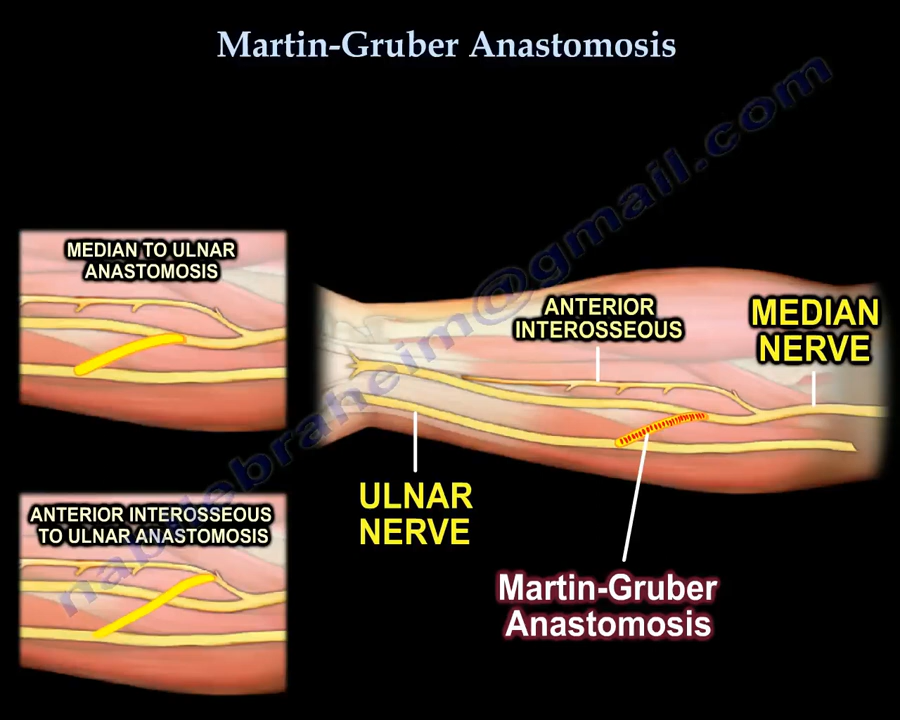 Martin-Gruber Anastomosis
MEDIAN TO ULNAR
ANASTOMOSIS
ANTERIOR
INTEROSSEOUS
MEDIAN
NERVE
ULNAR
NERVE
ANTERIOR INTEROSSEOUS
TO ULNAR ANASTOMOSIS
Martin-Gruber
Anastomosis
nabilebraheim@gmail.com